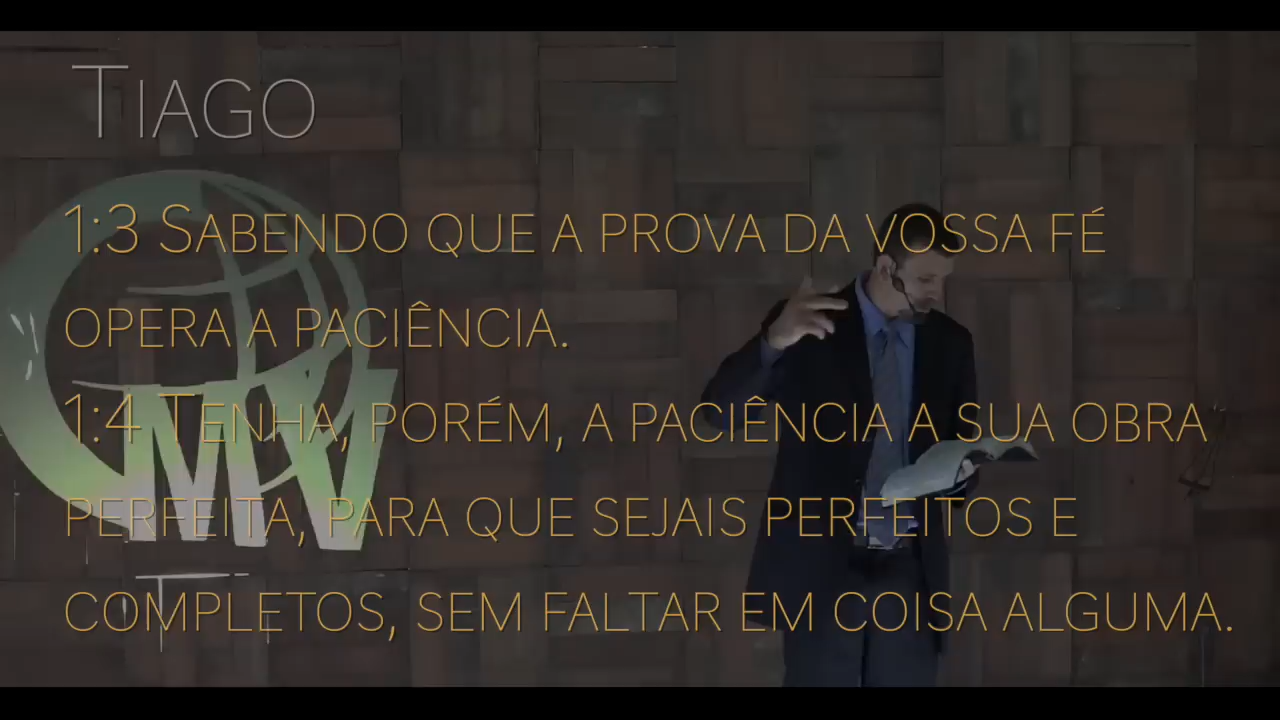 Tiago
1:3 Sabendo que a prova da vossa fé
opera a paciência.
1:4 Tenha, porém, a paciência a sua obra
perfeita, para que sejais perfeitos e
completos, sem faltar em coisa alguma.